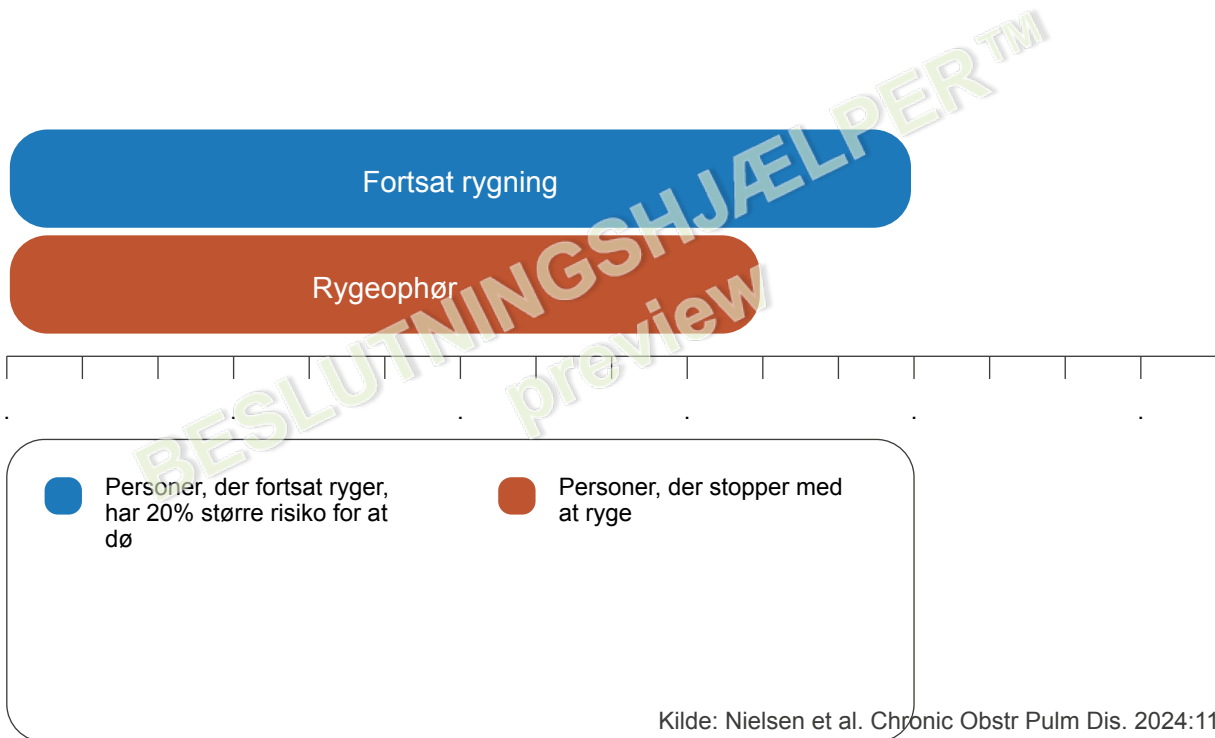 BESLUTNINGSHJÆLPER™
preview
Fortsat rygning
Rygeophør
. . . . . .
Personer, der fortsat ryger,
har 20% større risiko for at
dø
Personer, der stopper med
at ryge
Kilde: Nielsen et al. Chronic Obstr Pulm Dis. 2024:11